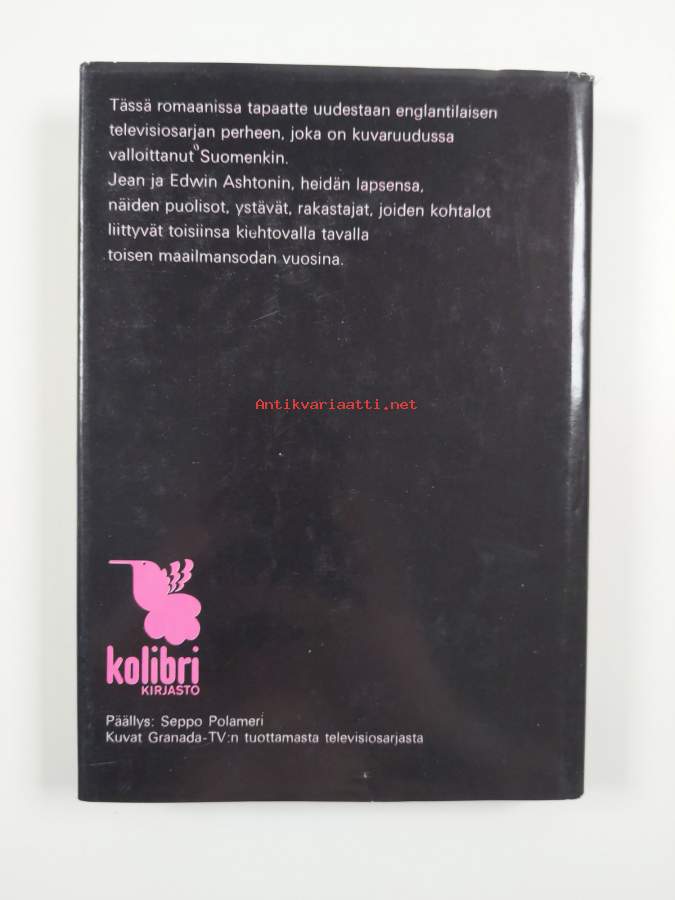 Tässä romaanissa tapaatte uudestaan englantilaisen
televisiosarjan perheen, joka on kuvaruudussa
valloittanut Suomenkin.
Jean ja Edwin Ashtonin, heidän lapsensa,
näiden puolisot, ystävät, rakastajat, joiden kohtalot
liittyvät toisiinsa kiehtovalla tavalla
toisen maailmansodan vuosina.
Antikvariaatti.net
kolibri
KIRJASTO
Päällys: Seppo Polameri
Kuvat Granada-TV:n tuottamasta televisiosarjasta